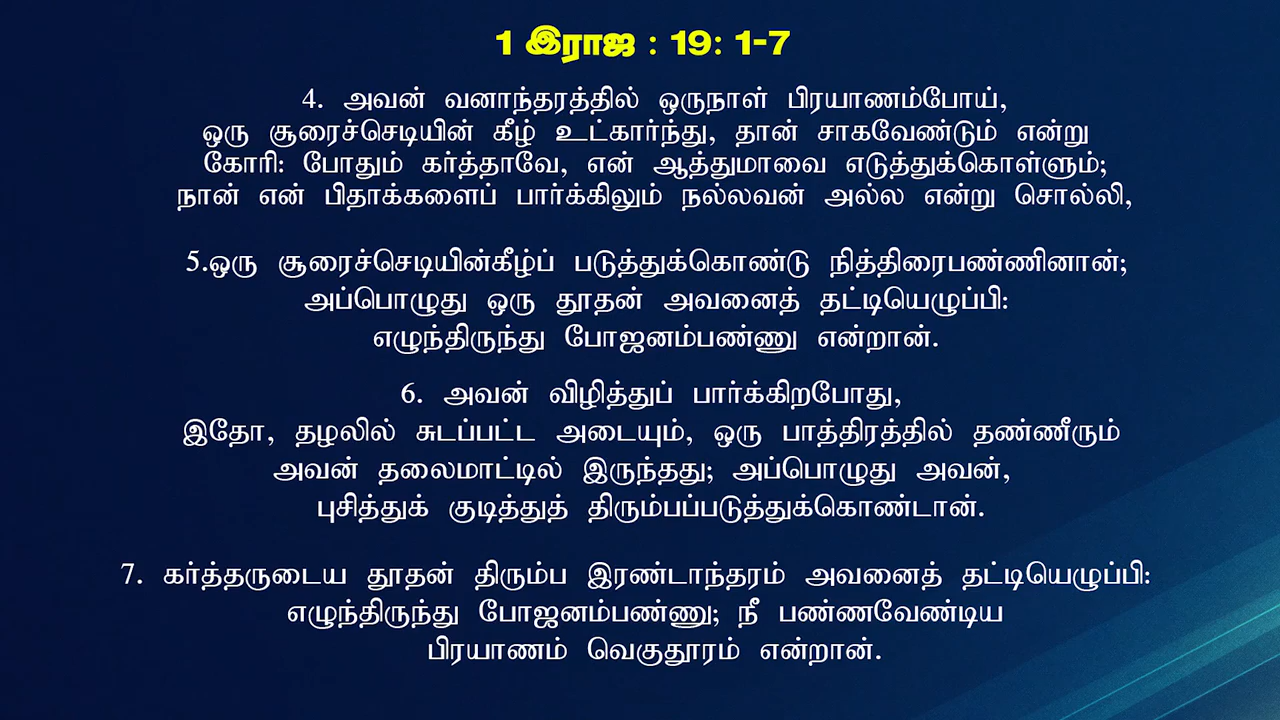 1 இராஜ : 19: 1-7
4. அவன் வனாந்தரத்தில் ஒருநாள் பிரயாணம்போய்,
ஒரு சூரைச்செடியின் கீழ் உட்கார்ந்து, தான் சாகவேண்டும் என்று
கோரி: போதும் கர்த்தாவே, என் ஆத்துமாவை எடுத்துக்கொள்ளும்;
நான் என் பிதாக்களைப் பார்க்கிலும் நல்லவன் அல்ல என்று சொல்லி,
5.ஒரு சூரைச்செடியின்கீழ்ப் படுத்துக்கொண்டு நித்திரைபண்ணினான்;
அப்பொழுது ஒரு தூதன் அவனைத் தட்டியெழுப்பி:
எழுந்திருந்து போஜனம்பண்ணு என்றான்.
6. அவன் விழித்துப் பார்க்கிறபோது,
இதோ, தழலில் சுடப்பட்ட அடையும், ஒரு பாத்திரத்தில் தண்ணீரும்
அவன் தலைமாட்டில் இருந்தது; அப்பொழுது அவன்,
புசித்துக் குடித்துத் திரும்பப்படுத்துக்கொண்டான்.
7. கர்த்தருடைய தூதன் திரும்ப இரண்டாந்தரம் அவனைத் தட்டியெழுப்பி:
எழுந்திருந்து போஜனம்பண்ணு; நீ பண்ணவேண்டிய
பிரயாணம் வெகுதூரம் என்றான்.